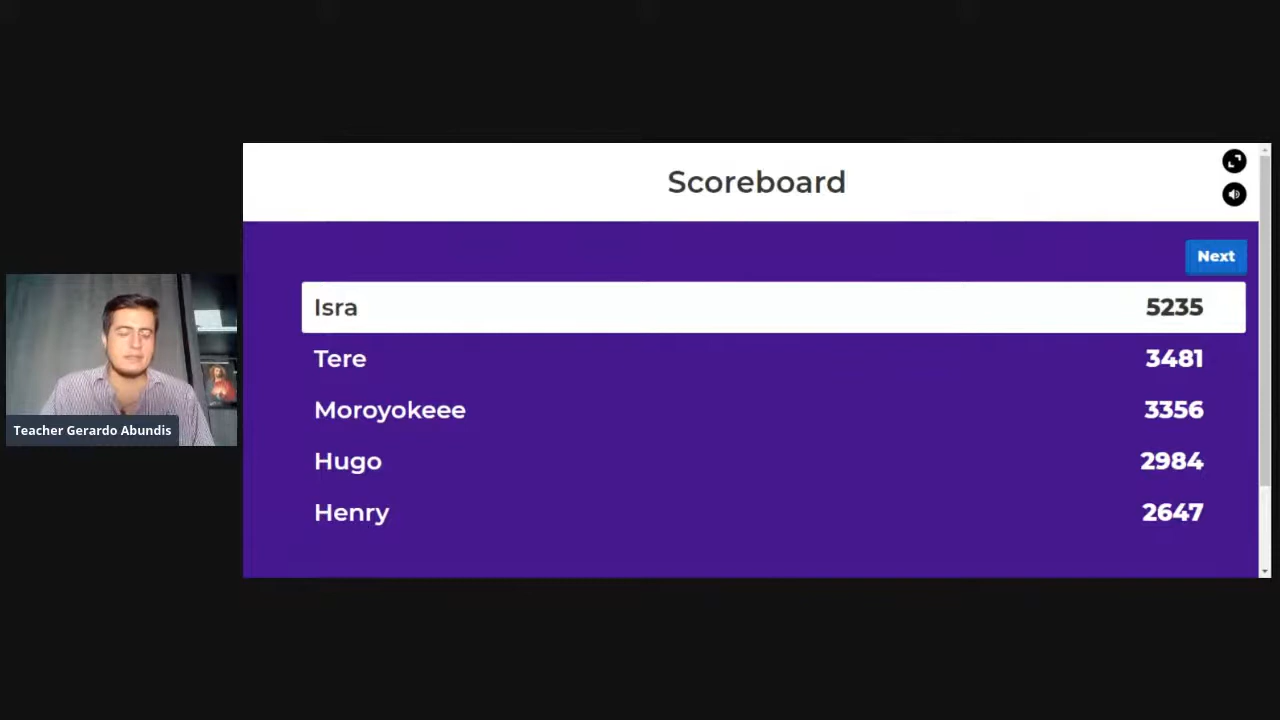 Scoreboard
Next
Isra 5235
Tere 3481
Moroyokeee 3356
Hugo 2984
Henry 2647
Teacher Gerardo Abundis